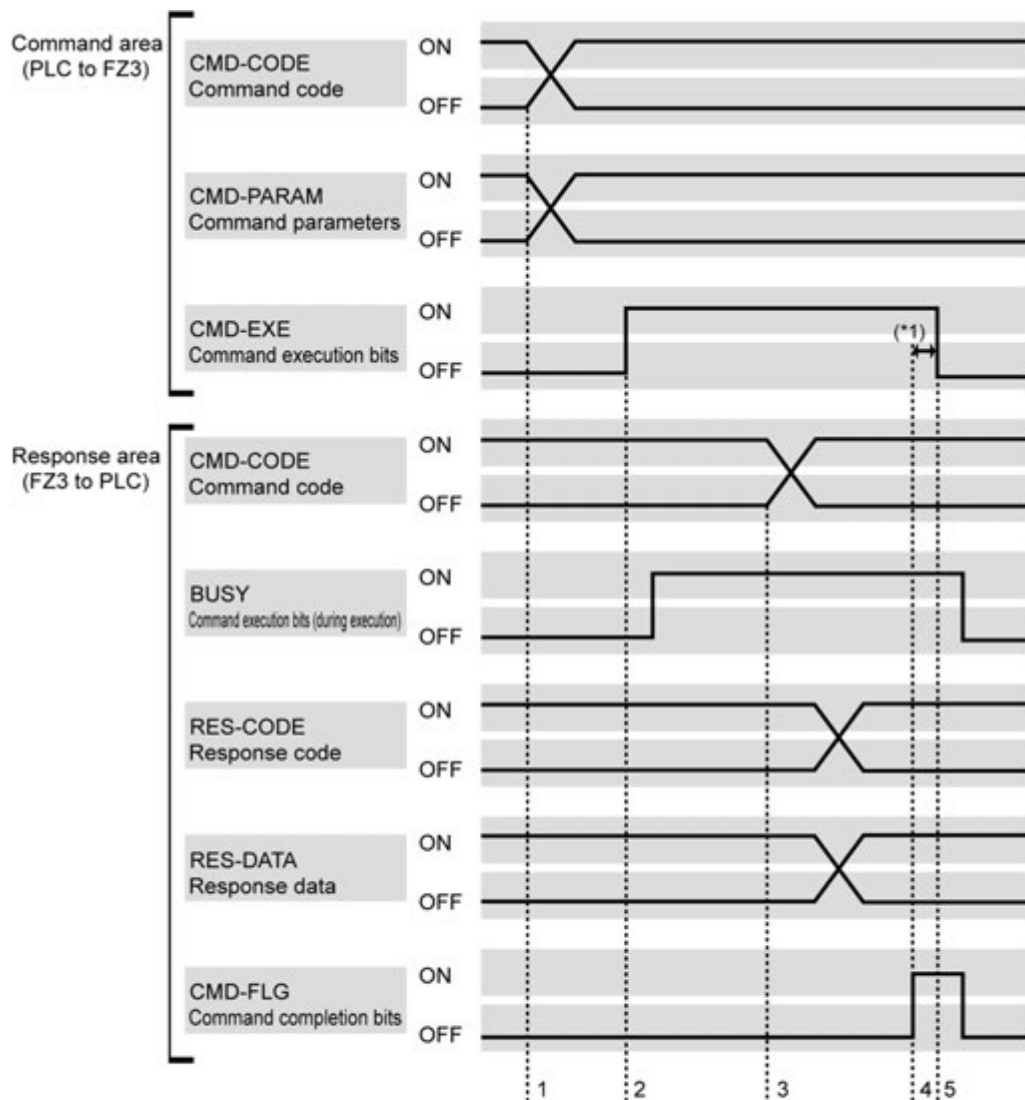 Command area
(PLC to FZ3)
CMD-CODE
Command code
ON
OFF
CMD-PARAM
Command parameters
ON
OFF
CMD-EXE
Command execution bits
ON
OFF
(*1)
Response area
(FZ3 to PLC)
CMD-CODE
Command code
ON
OFF
BUSY
Command execution bits (during execution)
ON
OFF
RES-CODE
Response code
ON
OFF
RES-DATA
Response data
ON
OFF
CMD-FLG
Command completion bits
ON
OFF
1 2 3 4 5